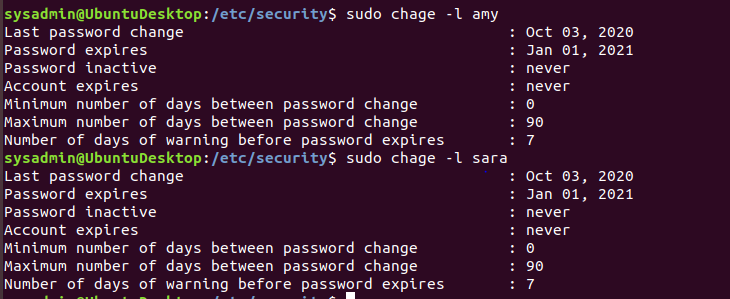 sysadmin@UbuntuDesktop:/etc/security$ sudo chage -l amy
Last password change : Oct 03, 2020
Password expires : Jan 01, 2021
Password inactive : never
Account expires : never
Minimum number of days between password change : 0
Maximum number of days between password change : 90
Number of days of warning before password expires : 7
sysadmin@UbuntuDesktop:/etc/security$ sudo chage -l sara
Last password change : Oct 03, 2020
Password expires : Jan 01, 2021
Password inactive : never
Account expires : never
Minimum number of days between password change : 0
Maximum number of days between password change : 90
Number of days of warning before password expires : 7
sysadmin@UbuntuDesktop:/etc/security$